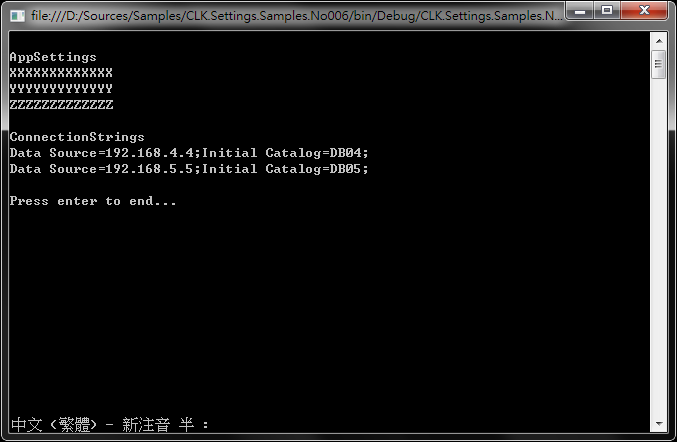 file:///D:/Sources/Samples/CLK.Settings.Samples.No006/bin/Debug/CLK.Settings.Samples.N...
AppSettings
XXXXXXXXXXXXX
YYYYYYYYYYYYY
ZZZZZZZZZZZZZ
ConnectionStrings
Data Source=192.168.4.4;Initial Catalog=DB04;
Data Source=192.168.5.5;Initial Catalog=DB05;
Press enter to end...
中文 (繁體) - 新注音 半 :